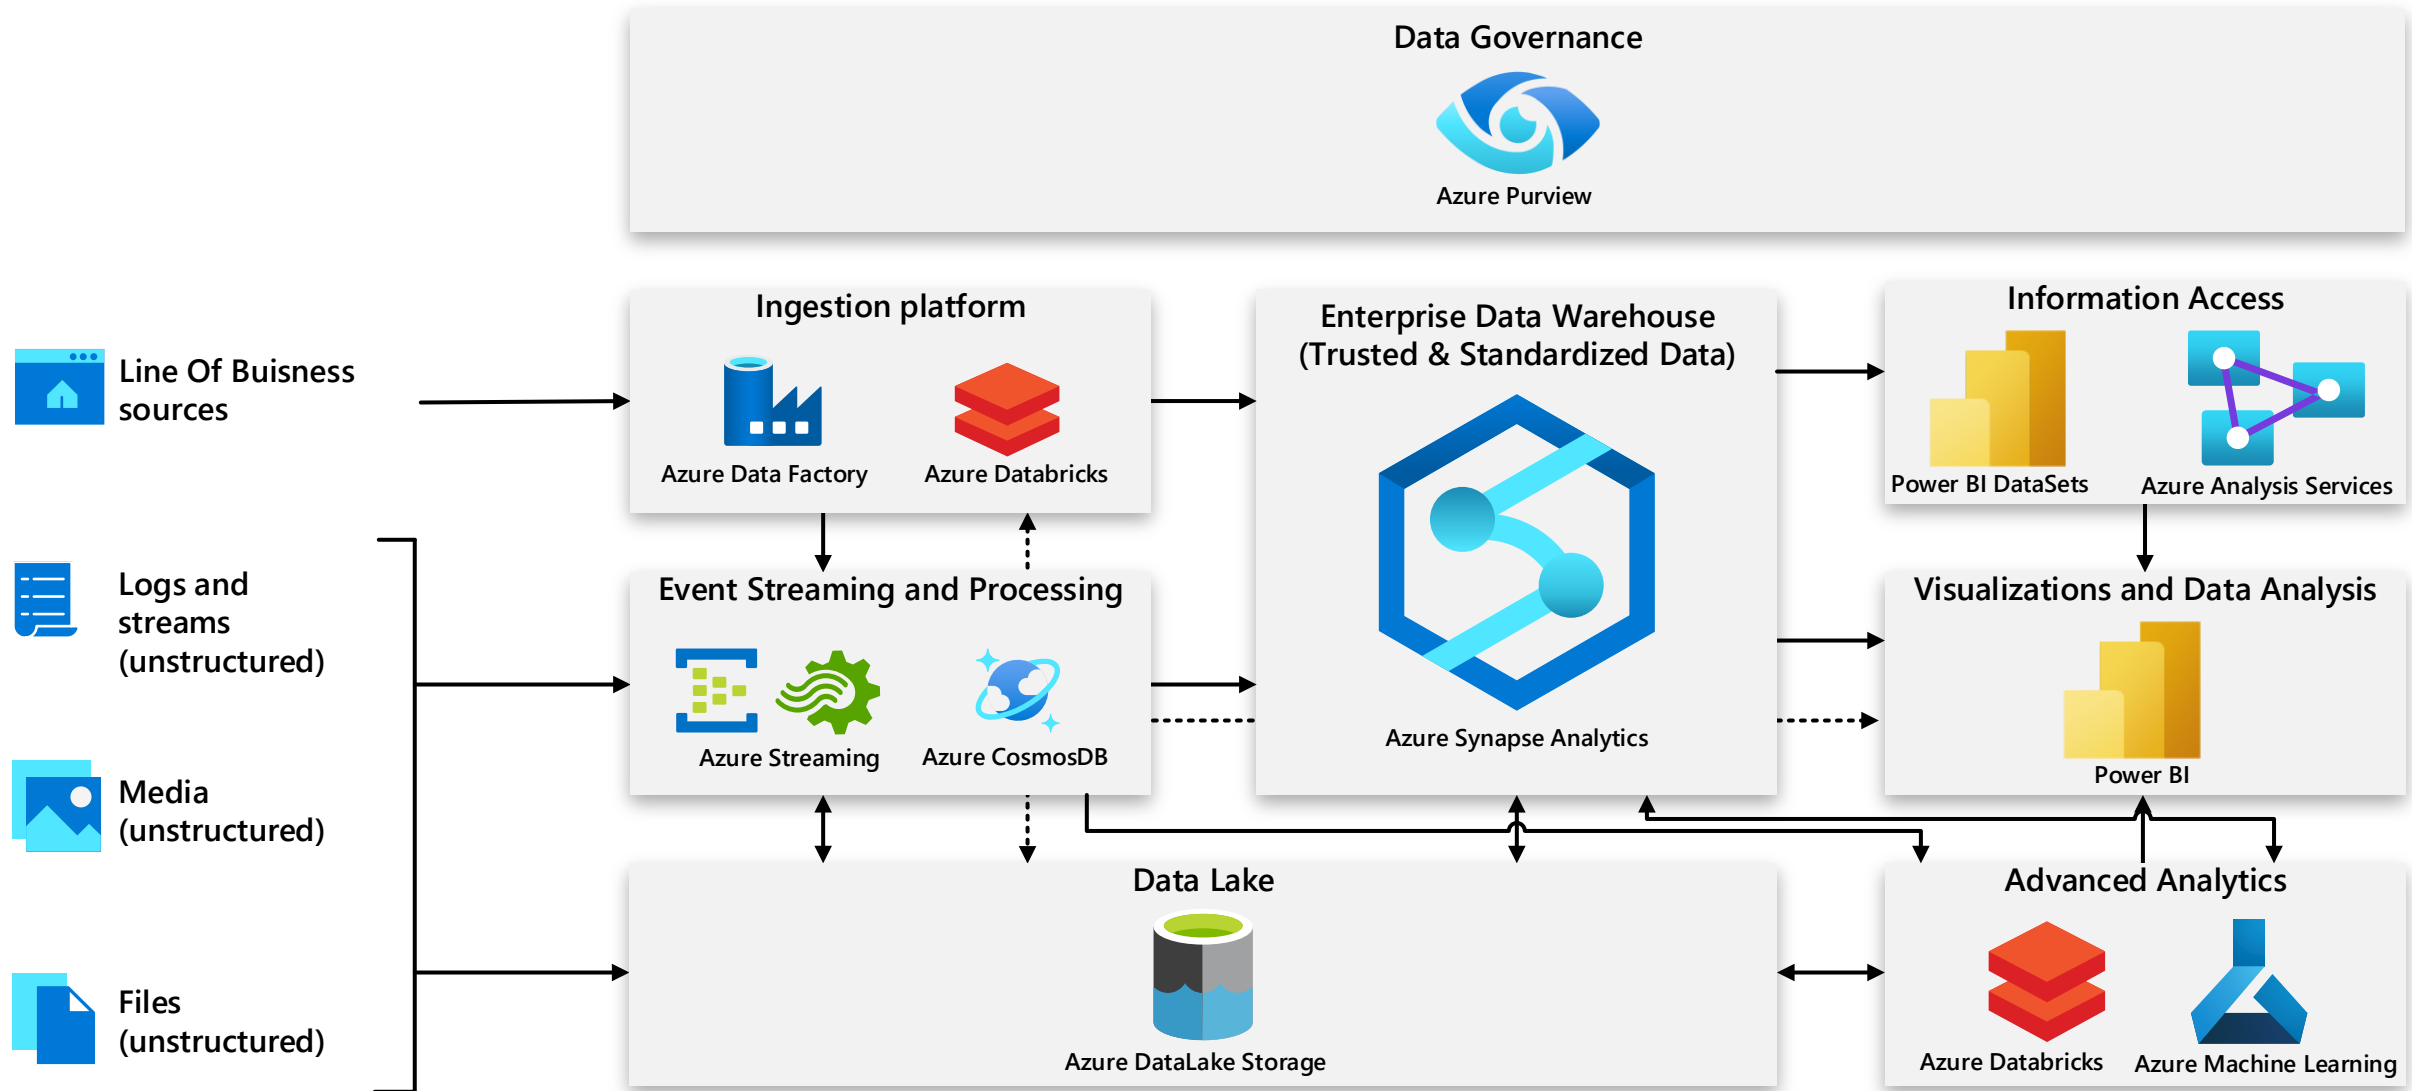 Data Governance
Azure Purview
Line Of Buisness
sources
Logs and
streams
(unstructured)
Media
(unstructured)
Files
(unstructured)
Ingestion platform
Azure Data Factory
Azure Databricks
Event Streaming and Processing
Azure Streaming
Azure CosmosDB
Enterprise Data Warehouse
(Trusted & Standardized Data)
Azure Synapse Analytics
Information Access
Power BI DataSets
Azure Analysis Services
Visualizations and Data Analysis
Power BI
Data Lake
Azure DataLake Storage
Advanced Analytics
Azure Databricks
Azure Machine Learning